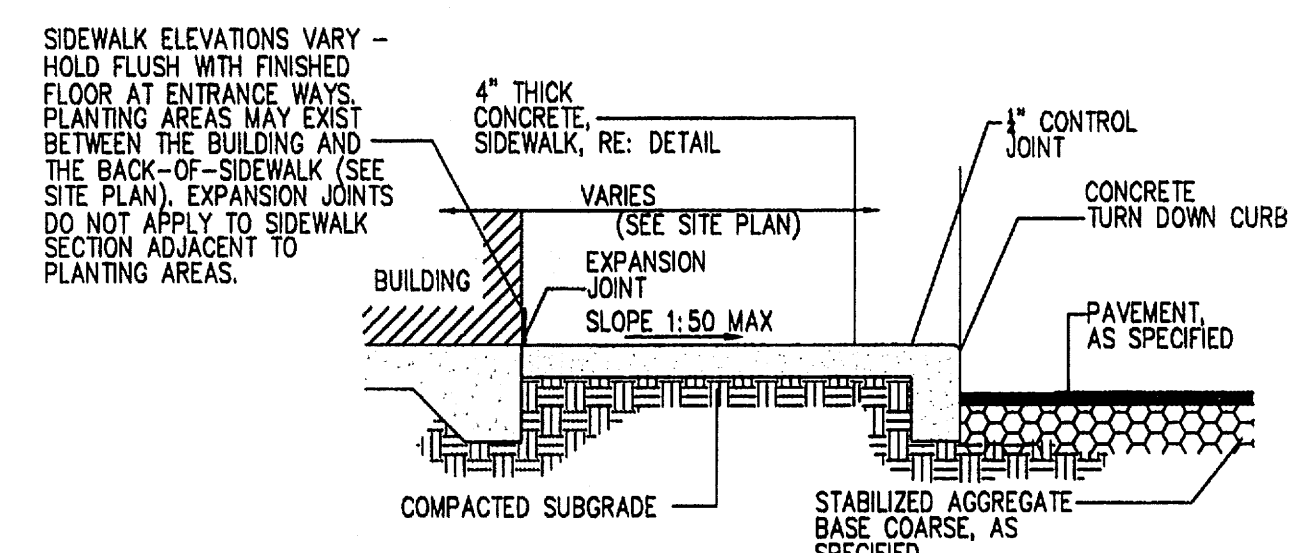 SIDEWALK ELEVATIONS VARY –
HOLD FLUSH WITH FINISHED
FLOOR AT ENTRANCE WAYS.
PLANTING AREAS MAY EXIST
BETWEEN THE BUILDING AND
THE BACK-OF-SIDEWALK (SEE
SITE PLAN). EXPANSION JOINTS
DO NOT APPLY TO SIDEWALK
SECTION ADJACENT TO
PLANTING AREAS.
4" THICK
CONCRETE,
SIDEWALK, RE: DETAIL
CONTROL
JOINT
CONCRETE
TURN DOWN CURB
VARIES
(SEE SITE PLAN)
BUILDING
EXPANSION
JOINT
SLOPE 1:50 MAX
PAVEMENT,
AS SPECIFIED
COMPACTED SUBGRADE
STABILIZED AGGREGATE
BASE COARSE, AS
SPECIFIED